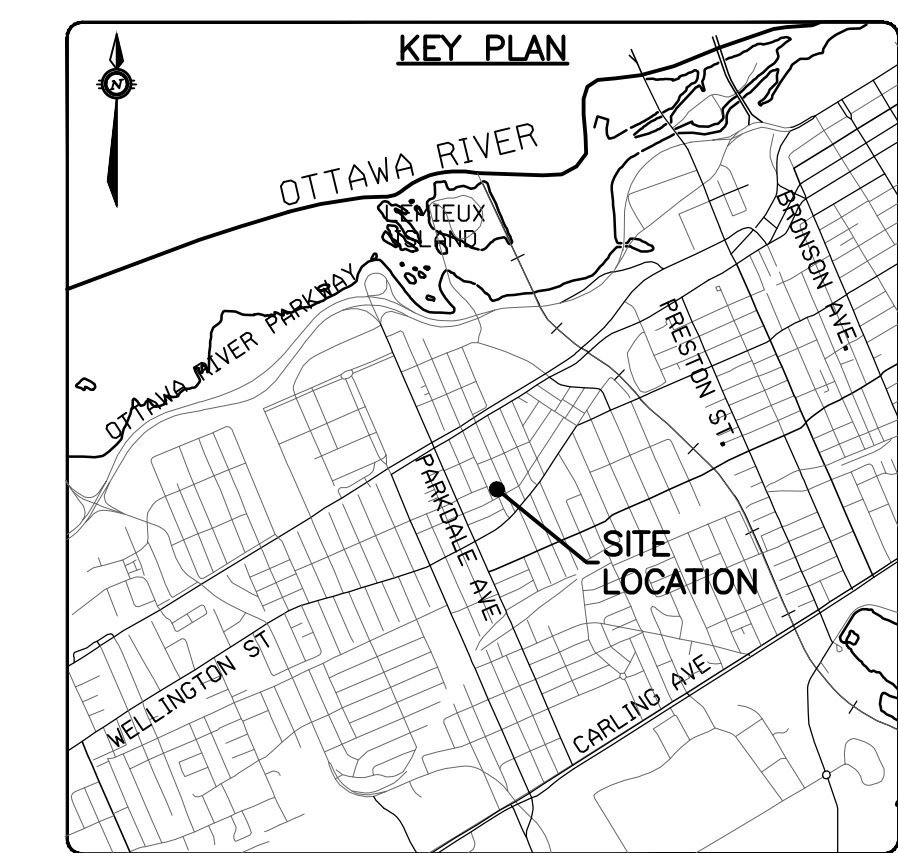 KEY PLAN
N
OTTAWA RIVER
LEMIEUX
ISLAND
BRONSON AVE.
OTTAWA RIVER PARKWAY
PRESTON ST.
PARKDALE AVE
SITE
LOCATION
WELLINGTON ST
CARLING AVE